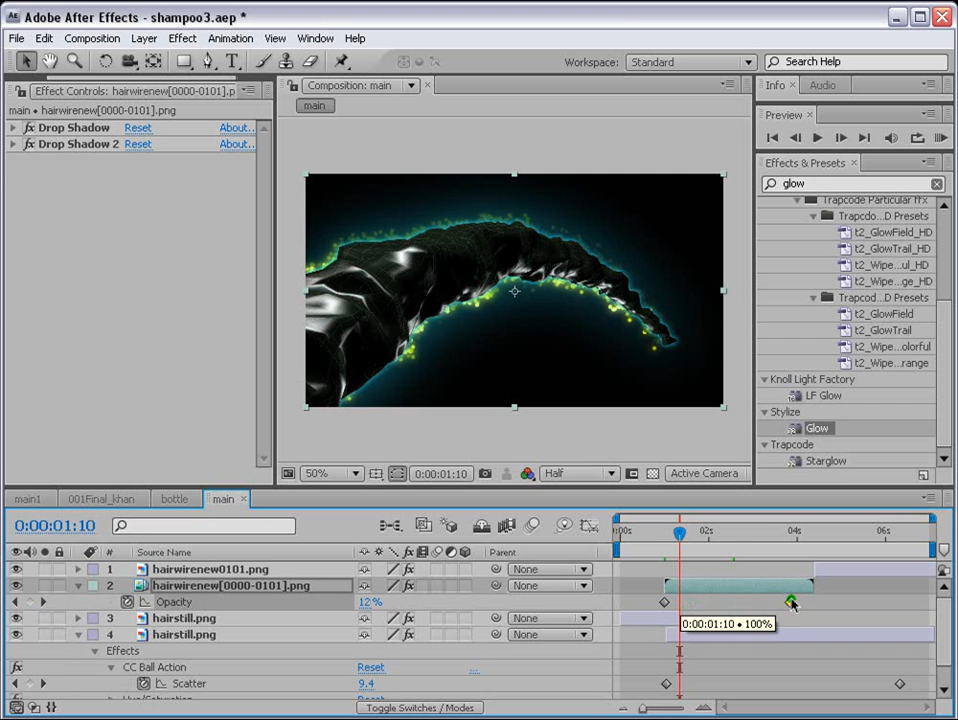 Adobe After Effects - shampoo3.aep *
File Edit Composition Layer Effect Animation View Window Help
Workspace: Standard Search Help
Effect Controls: hairwirenew[0000-0101].p
main • hairwirenew[0000-0101].png
fx Drop Shadow Reset About..
fx Drop Shadow 2 Reset About..
Composition: main
main
50% 0:00:01:10 Half Active Camera
Info Audio
Preview
Effects & Presets
glow
Trapcode Particular ffx
Trapcdo...D Presets
t2_GlowField_HD
t2_GlowTrail_HD
t2_Wipe...ul_HD
t2_Wipe...ge_HD
Trapcod...D Presets
t2_GlowField
t2_GlowTrail
t2_Wipe...olorful
t2_Wipe...range
Knoll Light Factory
LF Glow
Stylize
Glow
Trapcode
Starglow
main1 001Final_khan bottle main
0:00:01:10
:00s 02s 04s 06s
# Source Name fx Parent
1 hairwirenew0101.png None
2 hairwirenew[0000-0101].png None
Opacity 12%
0:00:01:10 • 100%
3 hairstill.png fx None
4 hairstill.png fx None
Effects
fx CC Ball Action Reset ...
Scatter 9.4
Toggle Switches / Modes